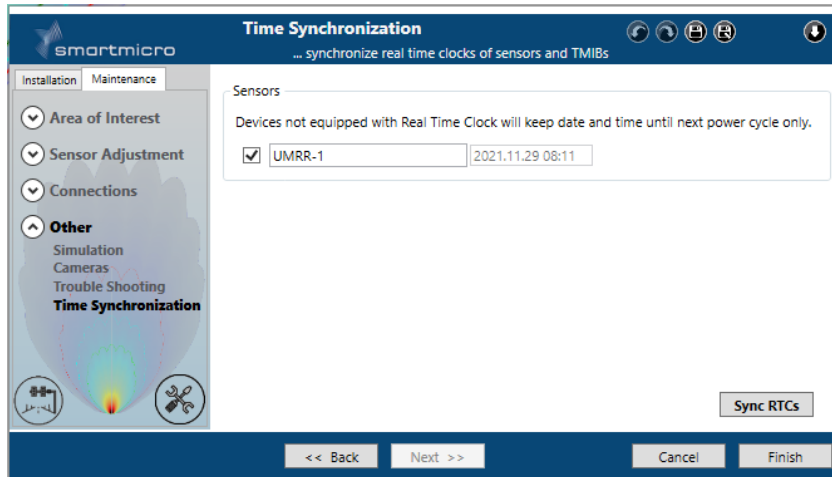 smartmicro
Time Synchronization
... synchronize real time clocks of sensors and TMIBs
Installation
Maintenance
Area of Interest
Sensor Adjustment
Connections
Other
Simulation
Cameras
Trouble Shooting
Time Synchronization
Sensors
Devices not equipped with Real Time Clock will keep date and time until next power cycle only.
UMRR-1
2021.11.29 08:11
Sync RTCs
<< Back
Next >>
Cancel
Finish